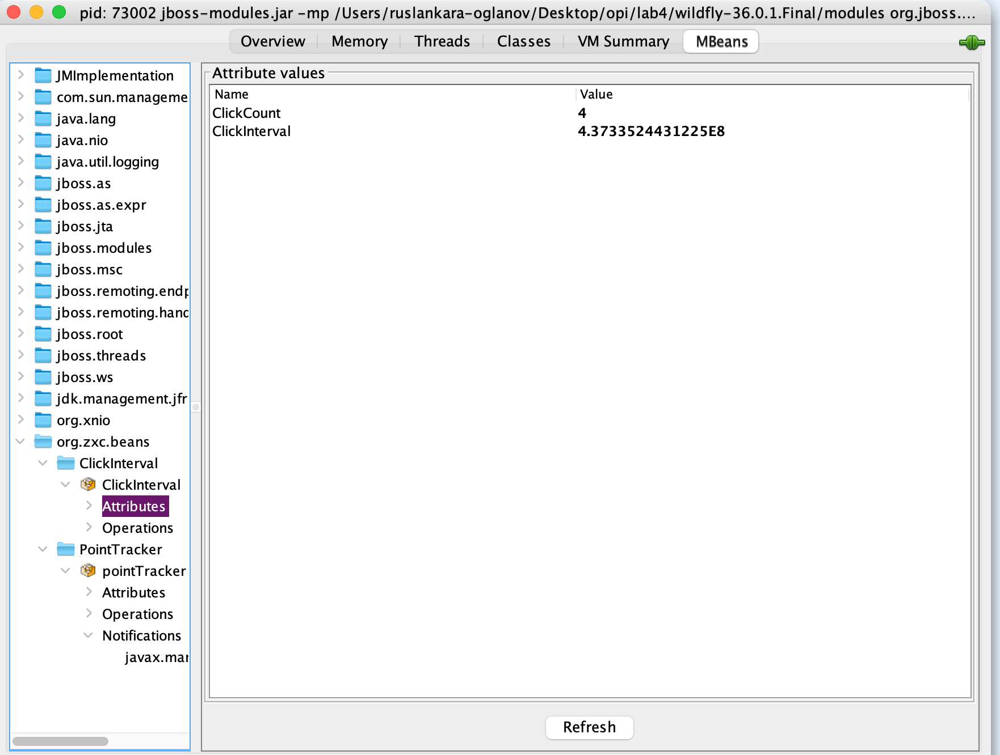 pid: 73002 jboss-modules.jar -mp /Users/ruslankara-oglanov/Desktop/opi/lab4/wildfly-36.0.1.Final/modules org.jboss....
Overview
Memory
Threads
Classes
VM Summary
MBeans
JMImplementation
com.sun.manageme
java.lang
java.nio
java.util.logging
jboss.as
jboss.as.expr
jboss.jta
jboss.modules
jboss.msc
jboss.remoting.endp
jboss.remoting.hand
jboss.root
jboss.threads
jboss.ws
jdk.management.jfr
org.xnio
org.zxc.beans
ClickInterval
ClickInterval
Attributes
Operations
PointTracker
pointTracker
Attributes
Operations
Notifications
javax.mar
Attribute values
Name Value
ClickCount 4
ClickInterval 4.3733524431225E8
Refresh